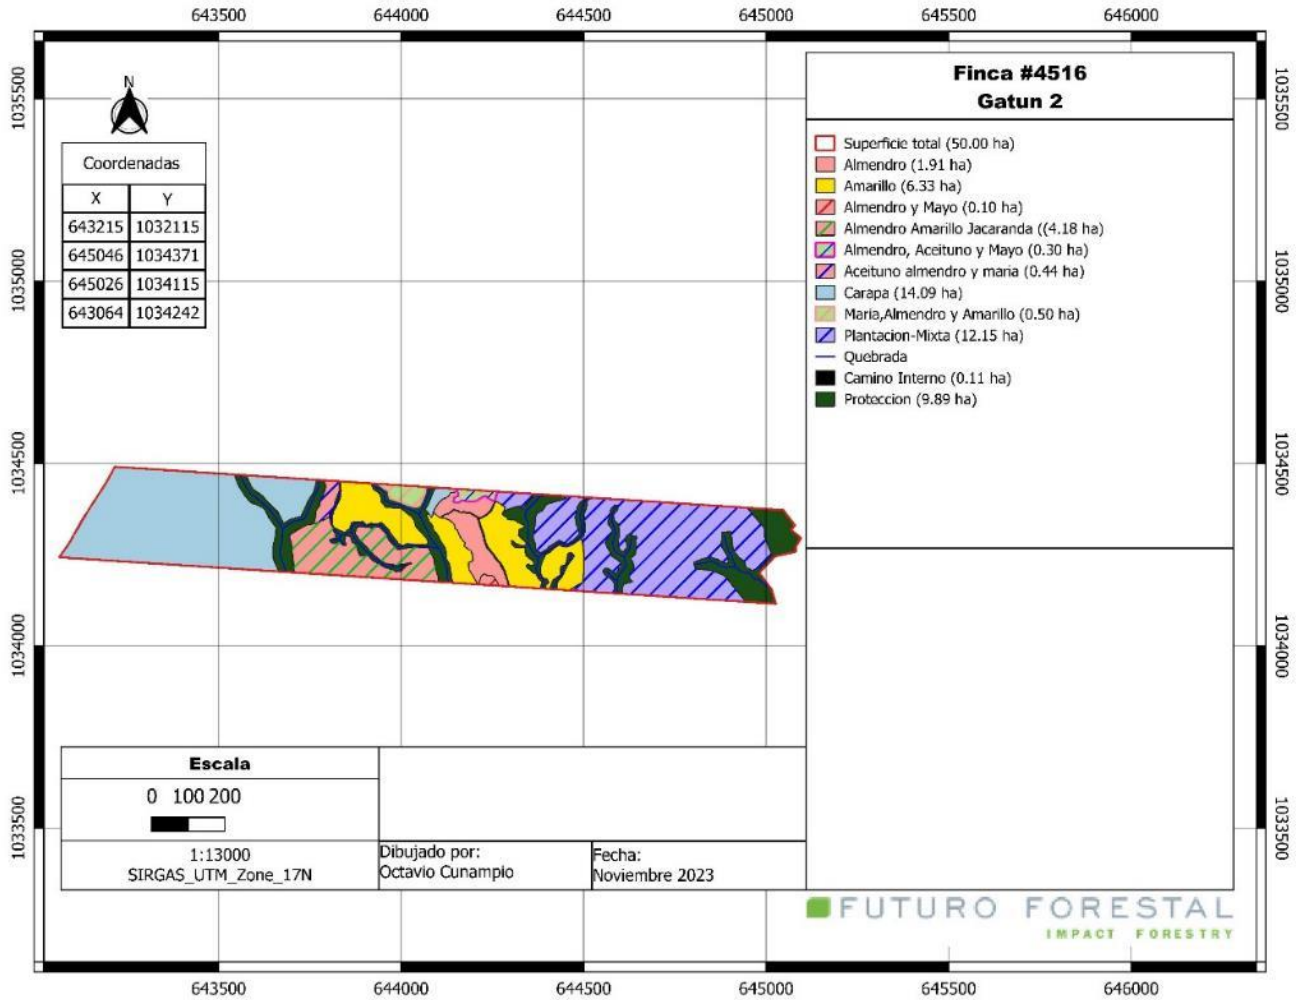 643500 644000 644500 645000 645500 646000
1035500
1035000
1034500
1034000
1033500
N
Coordenadas
X Y
643215 1032115
645046 1034371
645026 1034115
643064 1034242
Finca #4516
Gatun 2
Superficie total (50.00 ha)
Almendro (1.91 ha)
Amarillo (6.33 ha)
Almendro y Mayo (0.10 ha)
Almendro Amarillo Jacaranda ((4.18 ha)
Almendro, Aceituno y Mayo (0.30 ha)
Aceituno almendro y maria (0.44 ha)
Carapa (14.09 ha)
Maria,Almendro y Amarillo (0.50 ha)
Plantacion-Mixta (12.15 ha)
Quebrada
Camino Interno (0.11 ha)
Proteccion (9.89 ha)
1035500
1035000
1034500
1034000
1033500
Escala
0 100 200
1:13000
SIRGAS_UTM_Zone_17N
Dibujado por:
Octavio Cunampio
Fecha:
Noviembre 2023
FUTURO FORESTAL
IMPACT FORESTRY
643500 644000 644500 645000 645500 646000